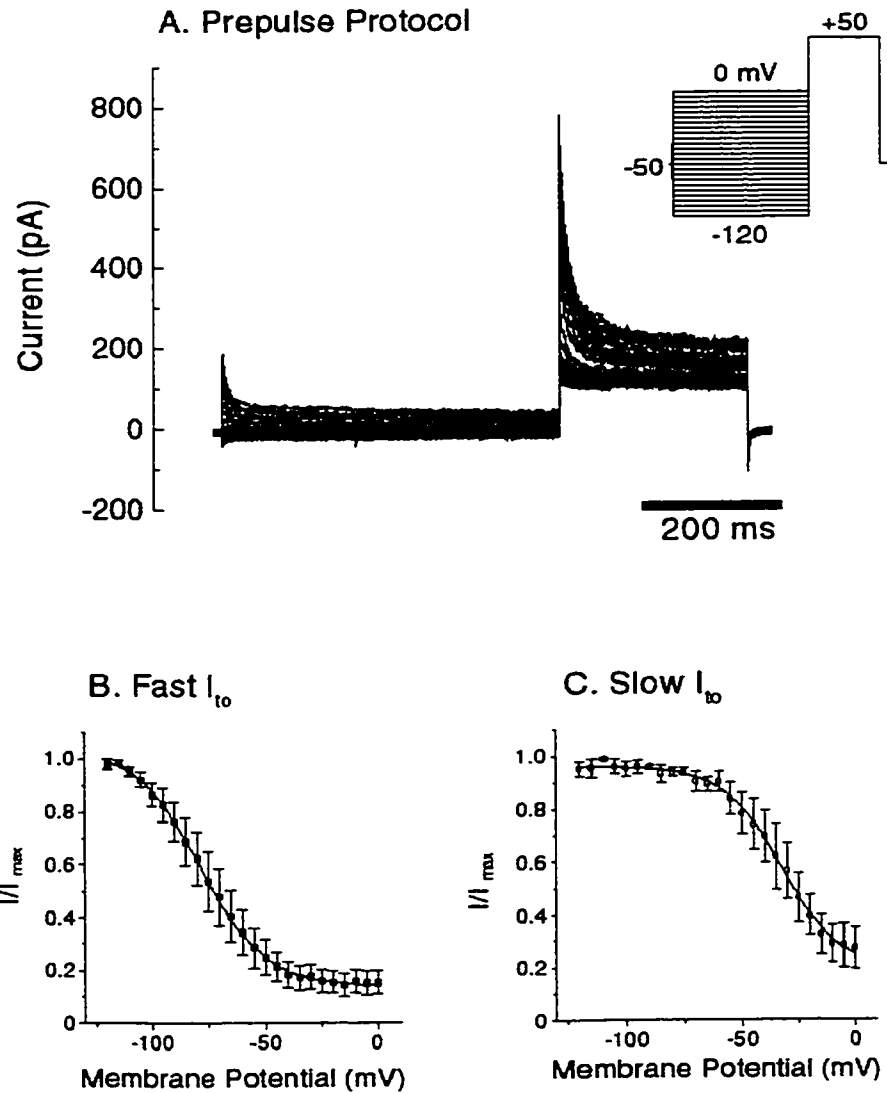 A. Prepulse Protocol
+50
0 mV
-50
-120
800
600
400
200
0
-200
Current (pA)
200 ms
B. Fast Ito
1.0
0.8
0.6
0.4
0.2
0
I/Imax
-100
-50
0
Membrane Potential (mV)
C. Slow Ito
1.0
0.8
0.6
0.4
0.2
0
I/Imax
-100
-50
0
Membrane Potential (mV)